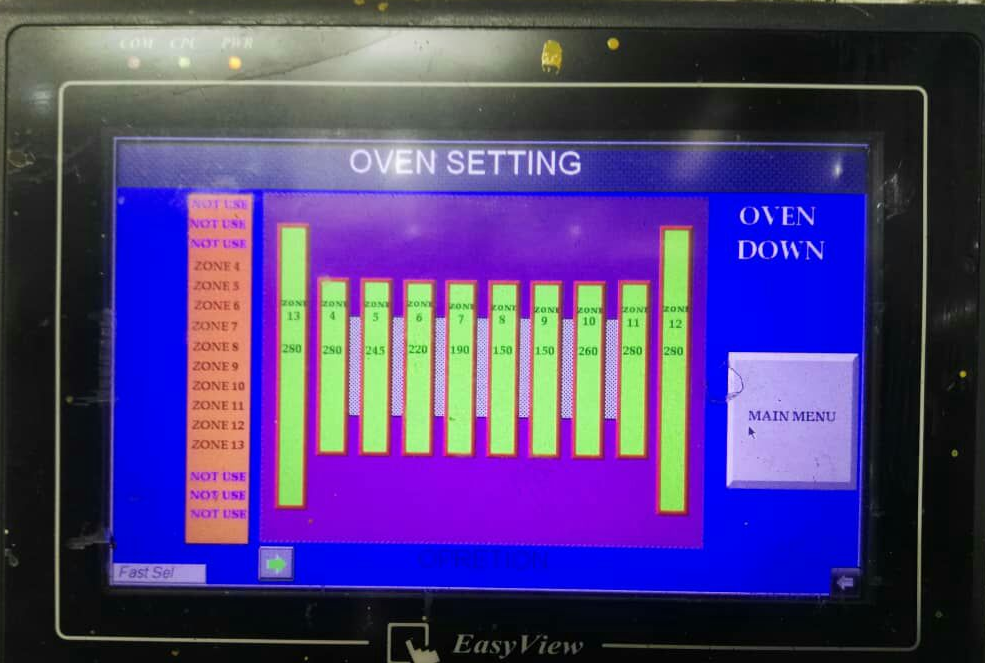 COM CPC PWR
OVEN SETTING
NOT USE
NOT USE
NOT USE
ZONE 4
ZONE 5
ZONE 6
ZONE 7
ZONE 8
ZONE 9
ZONE 10
ZONE 11
ZONE 12
ZONE 13
NOT USE
NOT USE
NOT USE
ZONE
13
280
ZONE
4
280
ZONE
5
245
ZONE
6
220
ZONE
7
190
ZONE
8
150
ZONE
9
150
ZONE
10
260
ZONE
11
280
ZONE
12
280
OVEN
DOWN
MAIN MENU
OPRETION
Fast Sel
EasyView